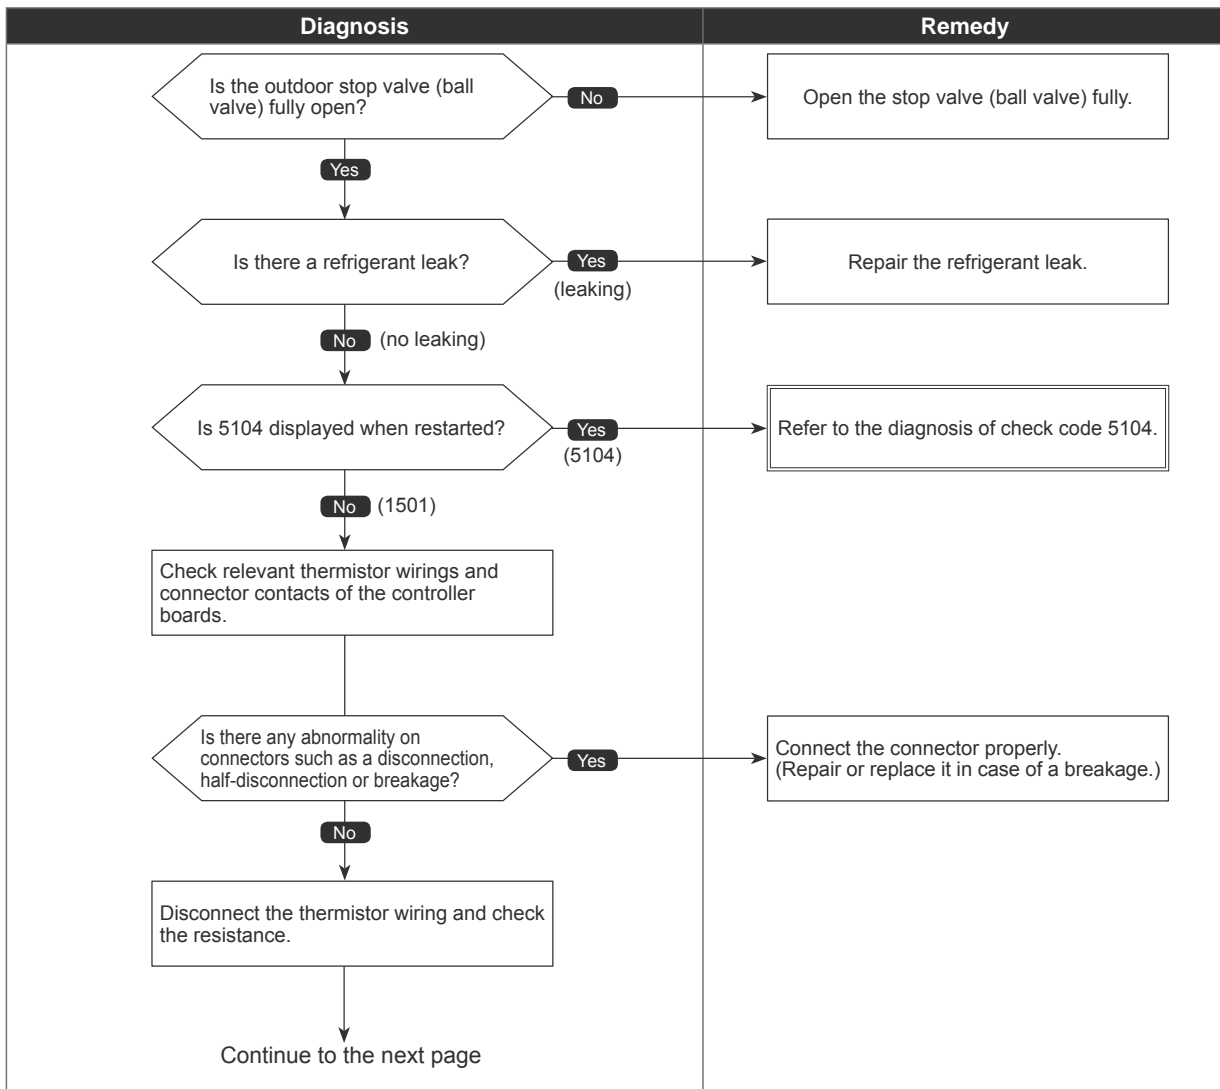 Diagnosis
Remedy
Is the outdoor stop valve (ball
valve) fully open?
No
Open the stop valve (ball valve) fully.
Yes
Is there a refrigerant leak?
Yes
(leaking)
Repair the refrigerant leak.
No (no leaking)
Is 5104 displayed when restarted?
Yes
(5104)
Refer to the diagnosis of check code 5104.
No (1501)
Check relevant thermistor wirings and
connector contacts of the controller
boards.
Is there any abnormality on
connectors such as a disconnection,
half-disconnection or breakage?
Yes
Connect the connector properly.
(Repair or replace it in case of a breakage.)
No
Disconnect the thermistor wiring and check
the resistance.
Continue to the next page